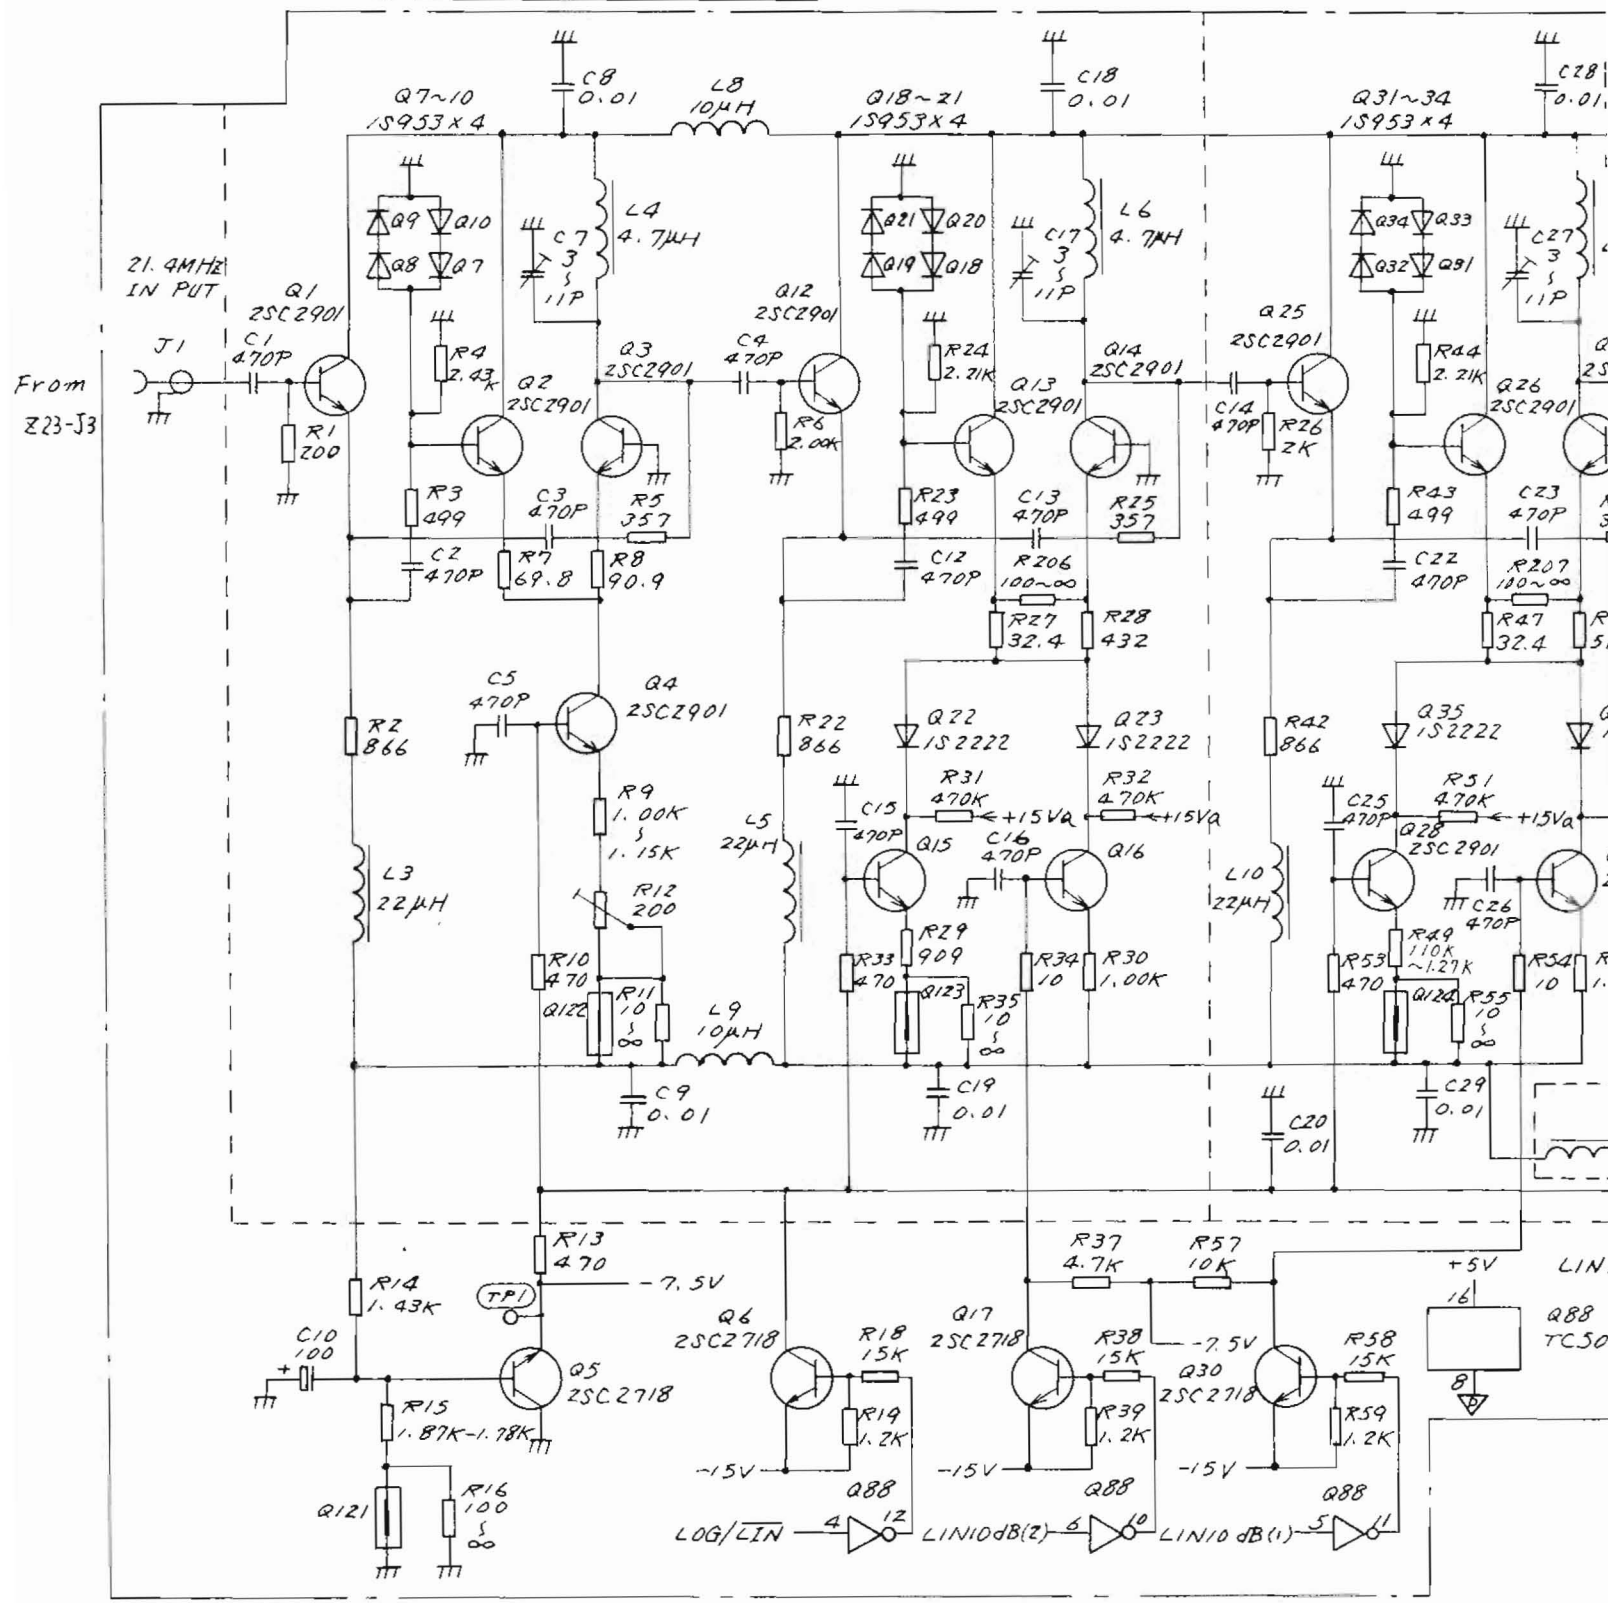 C8
0.01
C18
0.01
C28
0.01
Q7~10
1S953×4
L8
10μH
Q18~21
1S953×4
Q31~34
1S953×4
Q9
Q10
Q8
Q7
L4
4.7μH
C7
3
~
11P
Q21
Q20
Q19
Q18
L6
4.7μH
C17
3
~
11P
Q34
Q33
Q32
Q31
C27
3
~
11P
21.4MHz
IN PUT
J1
From
Z23-J3
C1
470P
Q1
2SC2901
R1
200
R4
2.43K
Q2
2SC2901
Q3
2SC2901
C4
470P
Q12
2SC2901
R6
2.00K
R24
2.21K
Q13
2SC2901
Q14
2SC2901
C14
470P
Q25
2SC2901
R26
2K
R44
2.21K
Q26
2SC2901
R3
499
C3
470P
R5
357
C2
470P
R7
69.8
R8
90.9
R23
499
C13
470P
R25
357
C12
470P
R206
100~∞
R27
32.4
R28
432
R43
499
C23
470P
C22
470P
R207
100~∞
R47
32.4
C5
470P
Q4
2SC2901
R2
866
R22
866
Q22
1S2222
Q23
1S2222
R42
866
Q35
1S2222
R9
1.00K
~
1.15K
R12
200
L5
22μH
C15
470P
R31
470K
+15Va
R32
470K
+15Va
C16
470P
Q15
Q16
C25
470P
R51
470K
+15Va
Q28
2SC2901
L3
22μH
L10
22μH
C26
470P
R10
470
Q122
R11
10
~
∞
L9
10μH
R33
470
R29
909
Q123
R35
10
~
∞
R34
10
R30
1.00K
R53
470
R49
110K
~1.27K
Q124
R55
10
~
∞
R54
10
C9
0.01
C19
0.01
C20
0.01
C29
0.01
R13
470
-7.5V
TP1
R14
1.43K
C10
100
+
Q5
2SC2718
R15
1.87K-1.78K
Q121
R16
100
~
∞
Q6
2SC2718
R18
15K
R19
1.2K
-15V
Q88
LOG/L̅I̅N̅
4
12
R37
4.7K
R57
10K
-7.5V
Q17
2SC2718
R38
15K
R39
1.2K
-15V
Q88
LIN10dB(2)
6
10
Q30
2SC2718
R58
15K
R59
1.2K
-15V
Q88
LIN10dB(1)
5
11
+5V
16
8
D
LIN
Q88
TC50